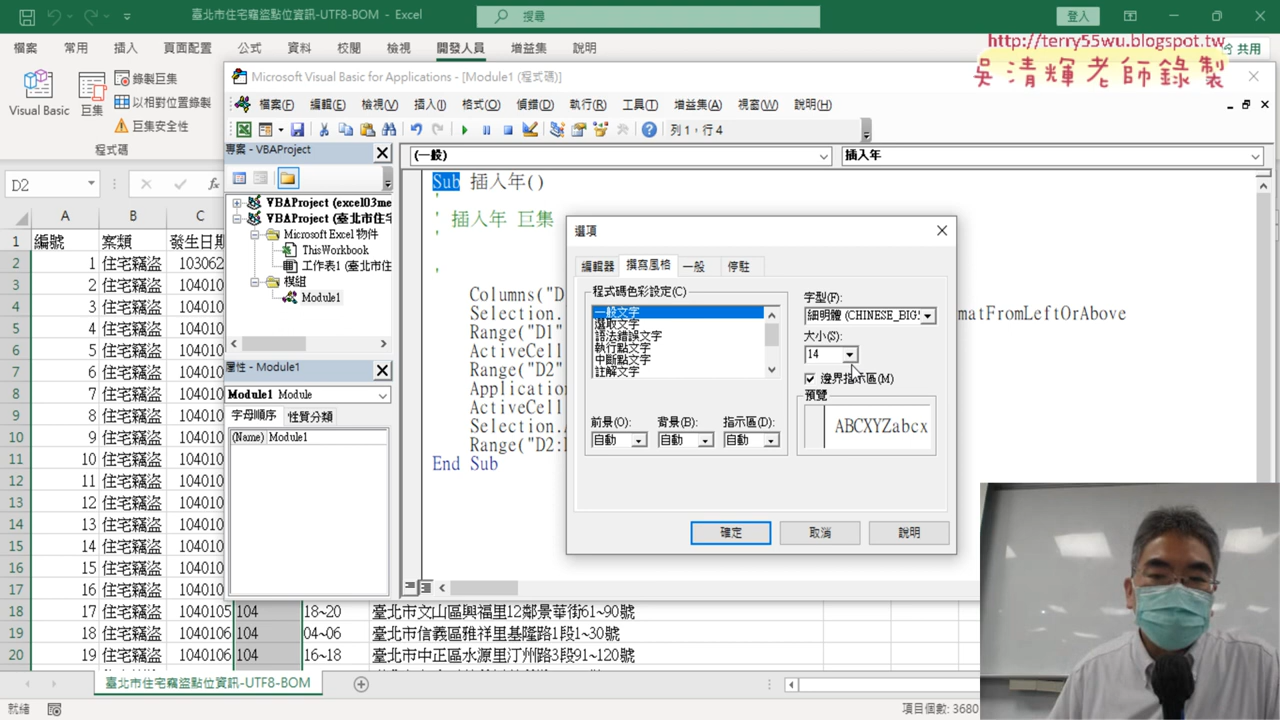 臺北市住宅竊盜點位資訊-UTF8-BOM - Excel
搜尋
登入
檔案 常用 插入 頁面配置 公式 資料 校閱 檢視 開發人員 增益集 說明
共用
http://terry55wu.blogspot.tw
吳清輝老師錄製
Visual Basic
巨集
錄製巨集
以相對位置錄製
巨集安全性
程式碼
D2
fx
A B C
1 編號 案類 發生日期
2 1 住宅竊盜 103062
3 2 住宅竊盜 104010
4 3 住宅竊盜 104010
5 4 住宅竊盜 104010
6 5 住宅竊盜 104010
7 6 住宅竊盜 104010
8 7 住宅竊盜 104010
9 8 住宅竊盜 104010
10 9 住宅竊盜 104010
11 10 住宅竊盜 104010
12 11 住宅竊盜 104010
13 12 住宅竊盜 104010
14 13 住宅竊盜 104010
15 14 住宅竊盜 104010
16 15 住宅竊盜 104010
17 16 住宅竊盜 104010
18 17 住宅竊盜 1040105 104 18~20 臺北市文山區興福里12鄰景華街61~90號
19 18 住宅竊盜 1040106 104 04~06 臺北市信義區雅祥里基隆路1段1~30號
20 19 住宅竊盜 1040106 104 16~18 臺北市中正區水源里汀州路3段91~120號
臺北市住宅竊盜點位資訊-UTF8-BOM
就緒
項目個數: 3680
Microsoft Visual Basic for Applications - [Module1 (程式碼)]
檔案(F) 編輯(E) 檢視(V) 插入(I) 格式(O) 偵錯(D) 執行(R) 工具(T) 增益集(A) 視窗(W) 說明(H)
列 1，行 4
專案 - VBAProject
VBAProject (excel03me
VBAProject (臺北市住宅
Microsoft Excel 物件
ThisWorkbook
工作表1 (臺北市住
模組
Module1
屬性 - Module1
Module1 Module
字母順序 性質分類
(Name) Module1
(一般) 插入年
Sub 插入年()
'
' 插入年 巨集
'
'
Columns("D
Selection. matFromLeftOrAbove
Range("D1"
ActiveCell
Range("D2"
Application
ActiveCell
Selection.A
Range("D2:
End Sub
選項
編輯器 撰寫風格 一般 停駐
程式碼色彩設定(C)
一般文字
選取文字
語法錯誤文字
執行點文字
中斷點文字
註解文字
前景(O): 背景(B): 指示區(D):
自動 自動 自動
字型(F):
細明體 (CHINESE_BIG
大小(S):
14
邊界指示區(M)
預覽
ABCXYZabcx
確定 取消 說明